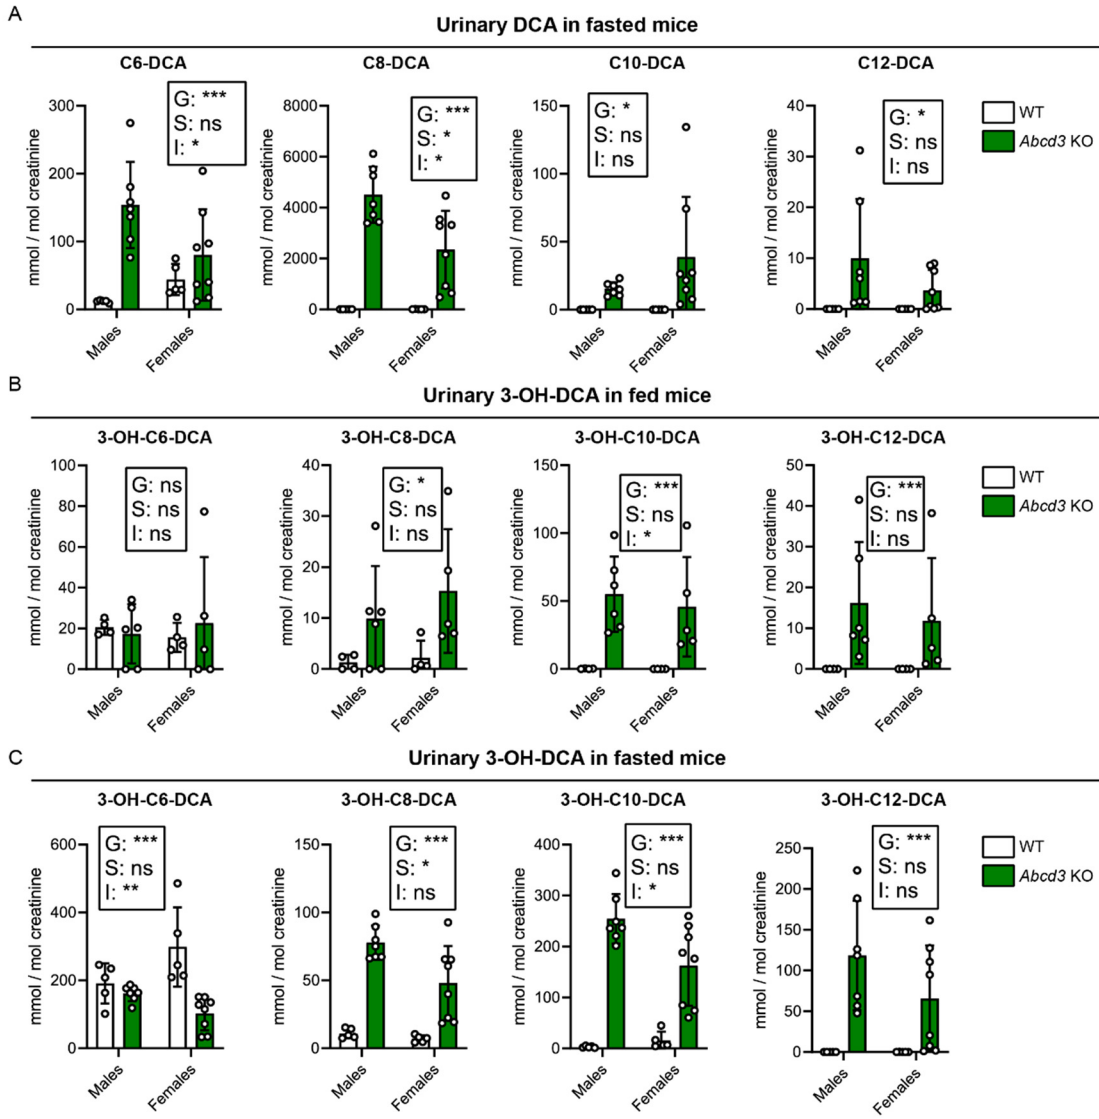 A
Urinary DCA in fasted mice
C6-DCA
C8-DCA
C10-DCA
C12-DCA
mmol / mol creatinine
300
200
100
0
G: ***
S: ns
I: *
Males
Females
mmol / mol creatinine
8000
6000
4000
2000
0
G: ***
S: *
I: *
Males
Females
mmol / mol creatinine
150
100
50
0
G: *
S: ns
I: ns
Males
Females
mmol / mol creatinine
40
30
20
10
0
G: *
S: ns
I: ns
Males
Females
WT
Abcd3 KO
B
Urinary 3-OH-DCA in fed mice
3-OH-C6-DCA
3-OH-C8-DCA
3-OH-C10-DCA
3-OH-C12-DCA
mmol / mol creatinine
100
80
60
40
20
0
G: ns
S: ns
I: ns
Males
Females
mmol / mol creatinine
40
30
20
10
0
G: *
S: ns
I: ns
Males
Females
mmol / mol creatinine
150
100
50
0
G: ***
S: ns
I: *
Males
Females
mmol / mol creatinine
50
40
30
20
10
0
G: ***
S: ns
I: ns
Males
Females
WT
Abcd3 KO
C
Urinary 3-OH-DCA in fasted mice
3-OH-C6-DCA
3-OH-C8-DCA
3-OH-C10-DCA
3-OH-C12-DCA
mmol / mol creatinine
600
400
200
0
G: ***
S: ns
I: **
Males
Females
mmol / mol creatinine
150
100
50
0
G: ***
S: *
I: ns
Males
Females
mmol / mol creatinine
400
300
200
100
0
G: ***
S: ns
I: *
Males
Females
mmol / mol creatinine
250
200
150
100
50
0
G: ***
S: ns
I: ns
Males
Females
WT
Abcd3 KO